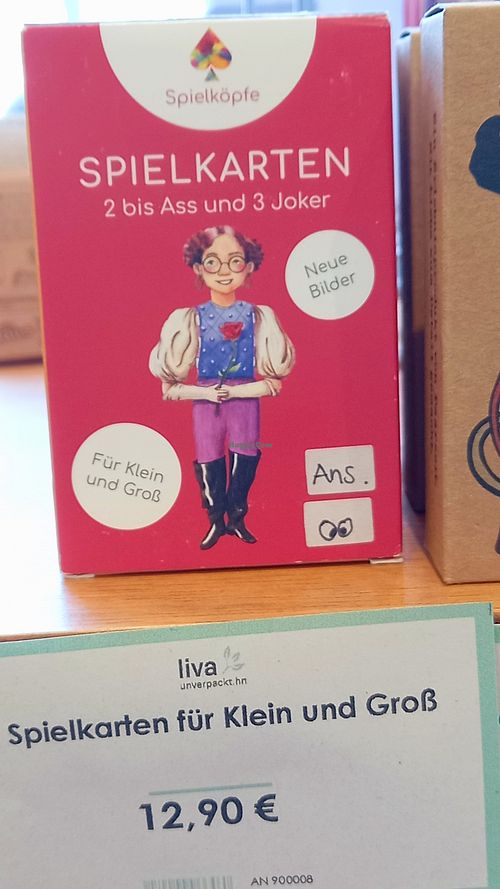 Spielköpfe
SPIELKARTEN
2 bis Ass und 3 Joker
Neue
Bilder
Für Klein
und Groß
Ans.
liva
unverpackt.hn
Spielkarten für Klein und Groß
12,90 €
AN 900008